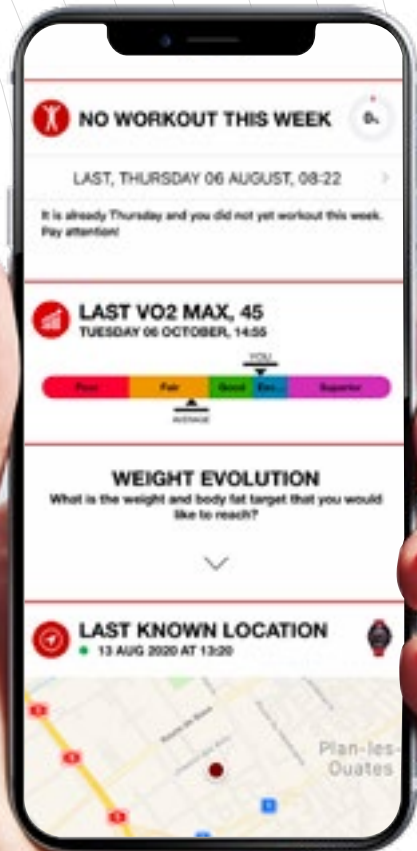 NO WORKOUT THIS WEEK
0%
LAST, THURSDAY 06 AUGUST, 08:22
It is already Thursday and you did not yet workout this week.
Pay attention!
LAST VO2 MAX, 45
TUESDAY 06 OCTOBER, 14:55
YOU
Poor Fair Good Exc... Superior
AVERAGE
WEIGHT EVOLUTION
What is the weight and body fat target that you would
like to reach?
LAST KNOWN LOCATION
13 AUG 2020 AT 13:20
Plan-les-
Ouates